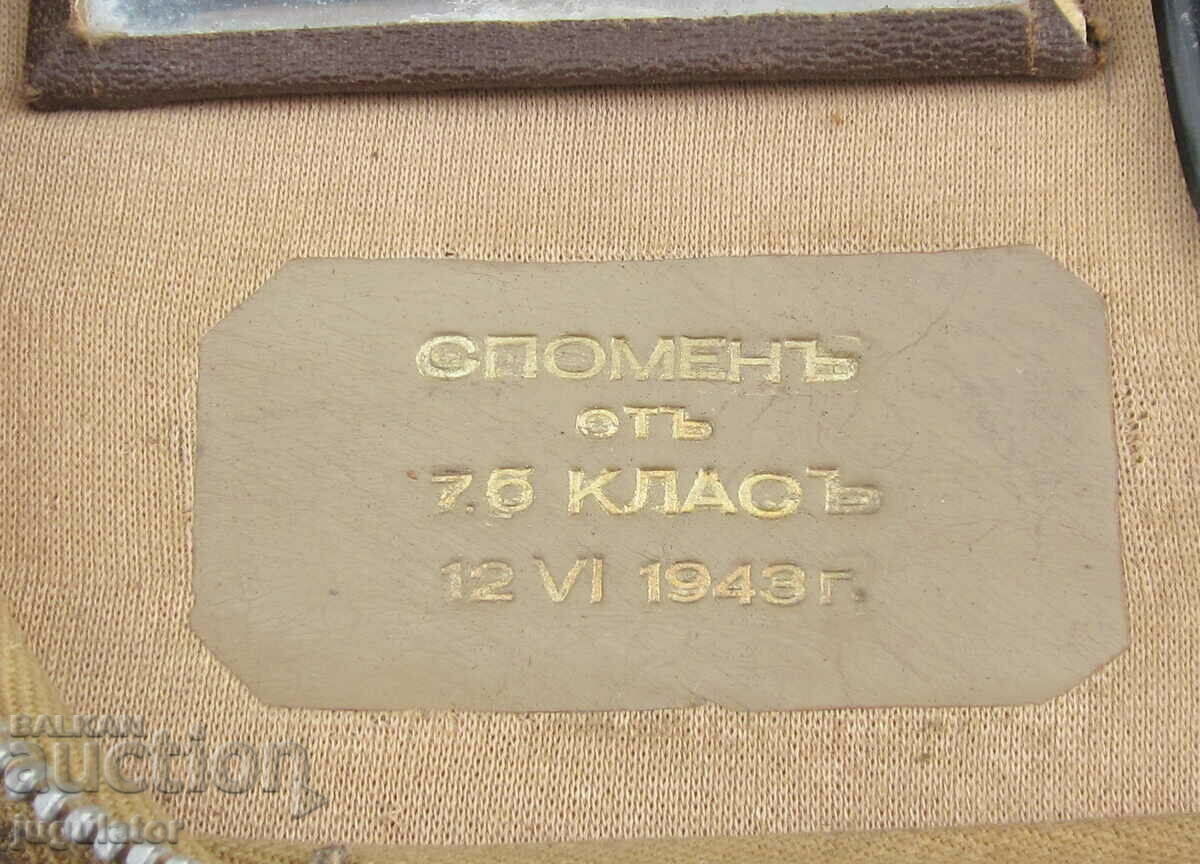 СПОМЕНЪ
отъ
7.б КЛАСЪ
12 VI 1943 г.
BALKAN
auction
jugulator